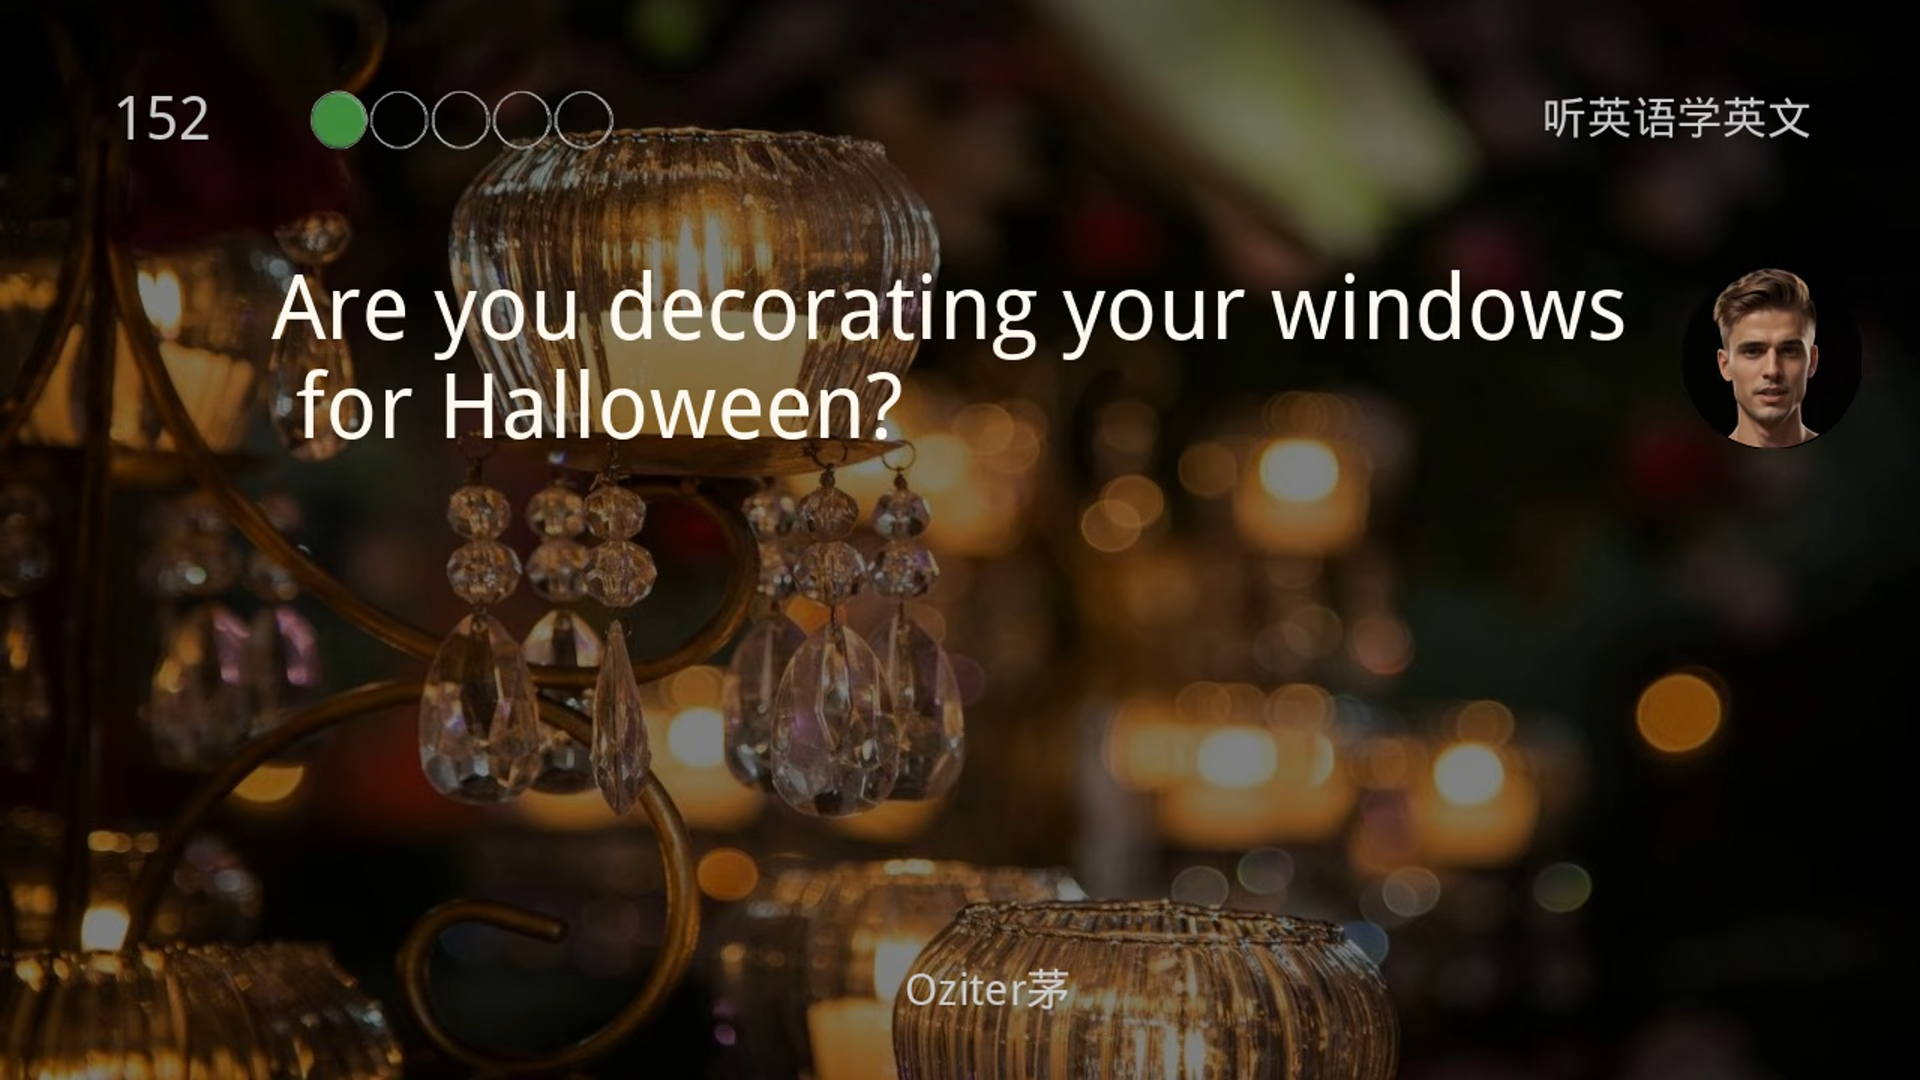 152
听英语学英文
Are you decorating your windows
for Halloween?
Oziter茅